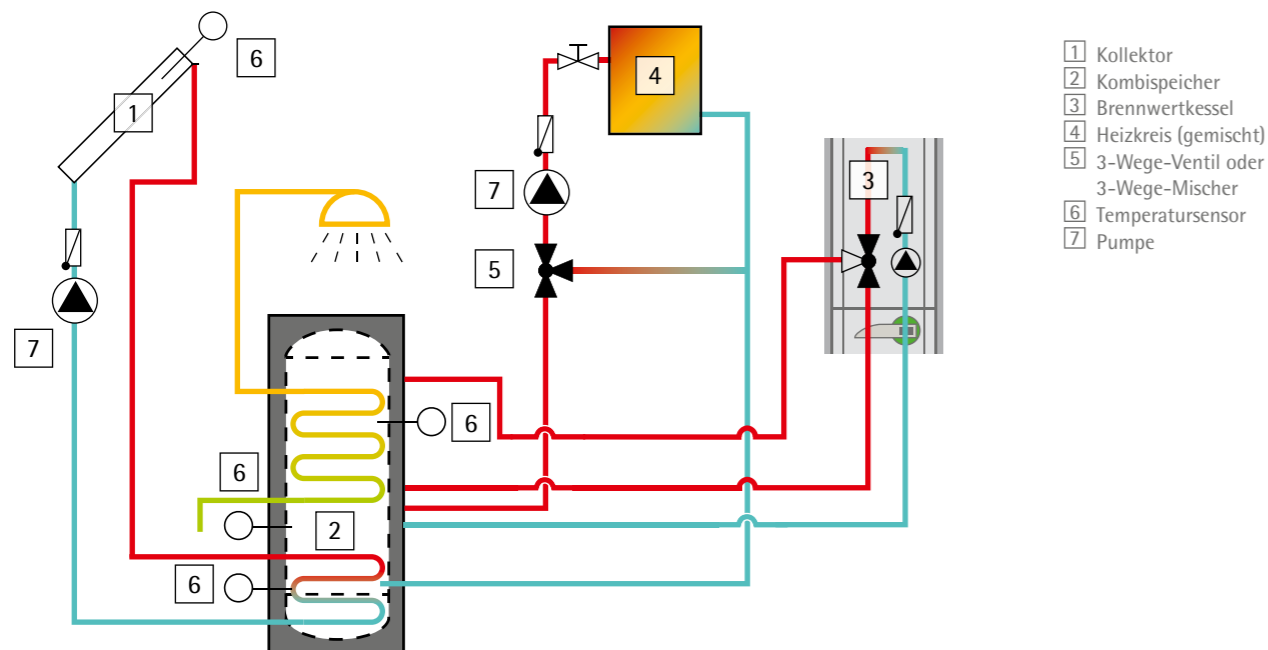 6
1
4
3
7
5
7
6
6
2
6
1 Kollektor
2 Kombispeicher
3 Brennwertkessel
4 Heizkreis (gemischt)
5 3-Wege-Ventil oder
3-Wege-Mischer
6 Temperatursensor
7 Pumpe